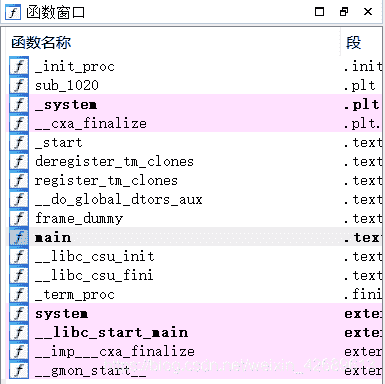 函数窗口
函数名称 段
_init_proc .init
sub_1020 .plt
_system .plt
__cxa_finalize .plt.
_start .text
deregister_tm_clones .text
register_tm_clones .text
__do_global_dtors_aux .text
frame_dummy .text
main .text
__libc_csu_init .text
__libc_csu_fini .text
_term_proc .fini
system exter
__libc_start_main exter
__imp___cxa_finalize exter
__gmon_start__ exter